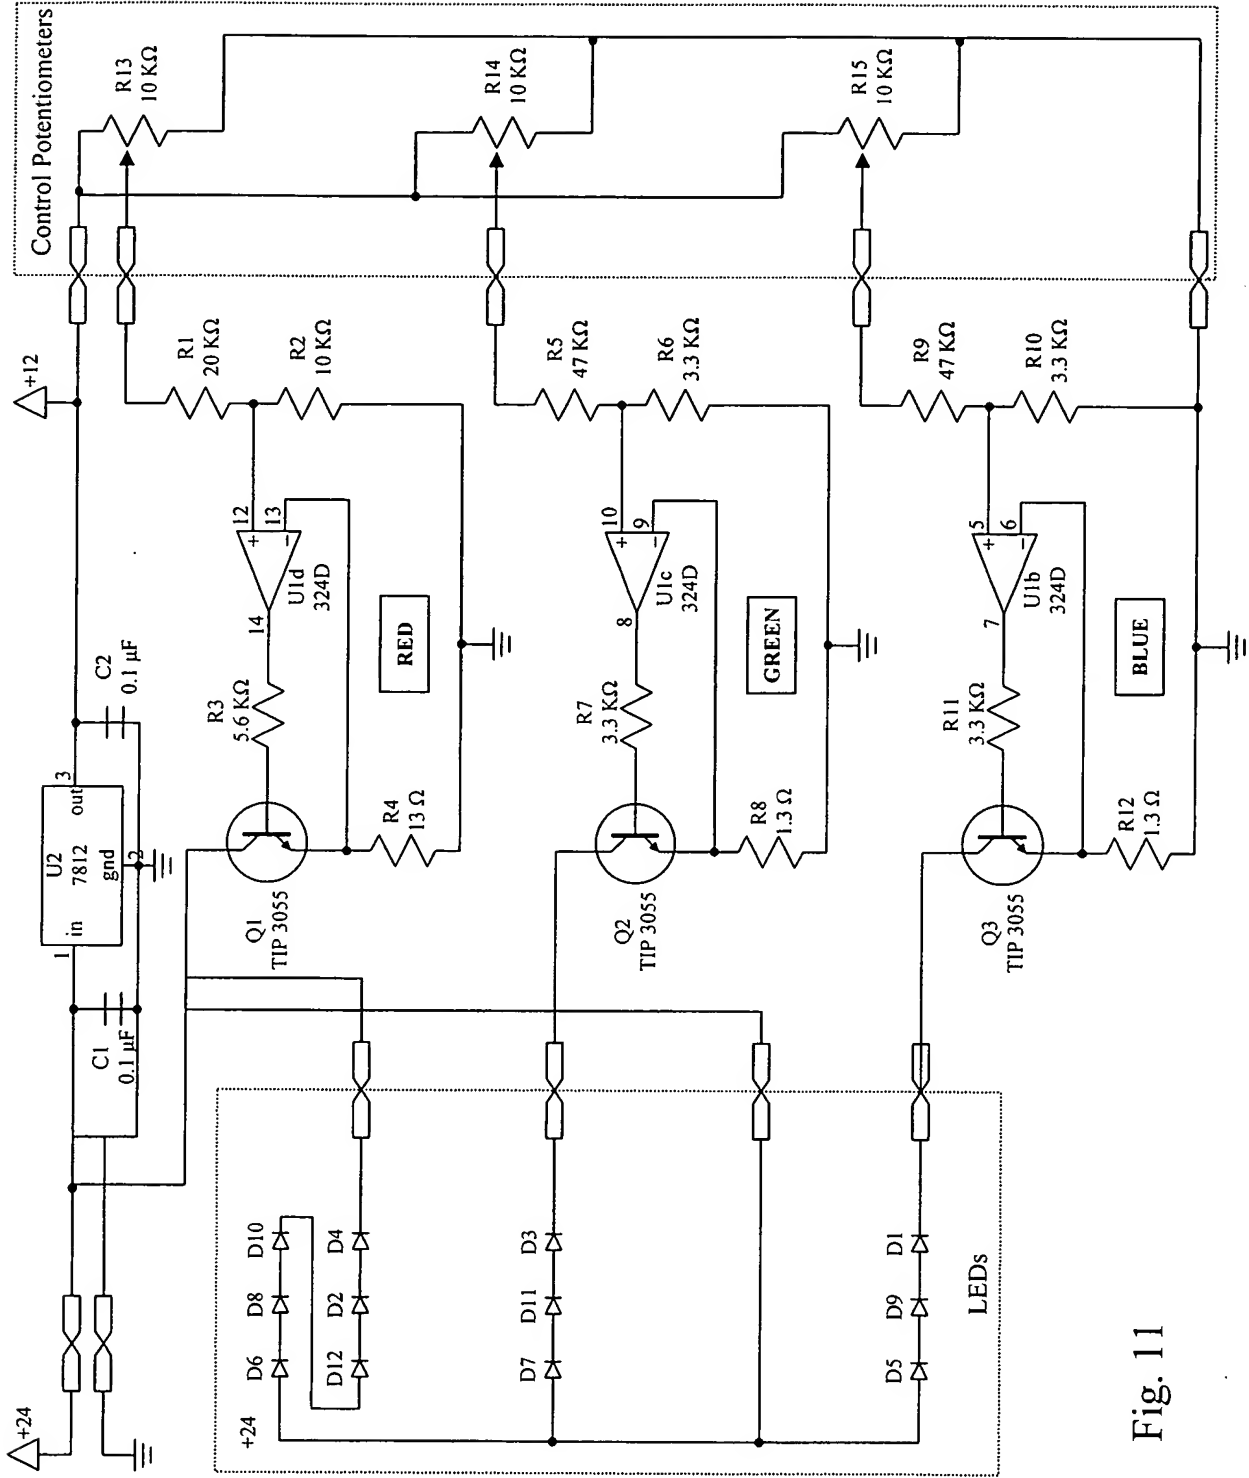 Control Potentiometers
R13
10 KΩ
R14
10 KΩ
R15
10 KΩ
+12
R1
20 KΩ
R2
10 KΩ
R5
47 KΩ
R6
3.3 KΩ
R9
47 KΩ
R10
3.3 KΩ
12
13
+
−
U1d
324D
14
10
9
+
−
U1c
324D
8
5
6
+
−
U1b
324D
7
RED
GREEN
BLUE
C2
0.1 µF
R3
5.6 KΩ
R7
3.3 KΩ
R11
3.3 KΩ
U2
7812
in
out
gnd
1
2
3
R4
13 Ω
R8
1.3 Ω
R12
1.3 Ω
Q1
TIP 3055
Q2
TIP 3055
Q3
TIP 3055
C1
0.1 µF
D10
D4
D3
D1
D8
D2
D11
D9
D6
D12
D7
D5
LEDs
+24
+24
Fig. 11